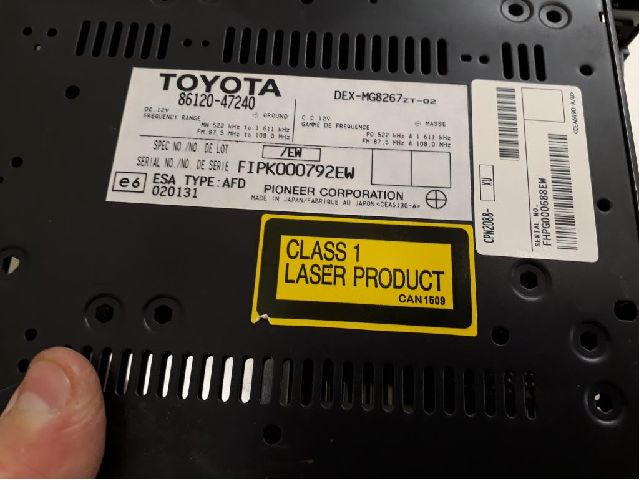 TOYOTA
86120-47240
DEX-MG8267ZT-02
DC 12V ⏚ GROUND
C C 12V ⏚ MASSE
FREQUENCY RANGE
GAMME DE FREQUENCE
MW 522 kHz to 1 611 kHz
FM 87.5 MHz to 108.0 MHz
PO 522 kHz A 1 611 kHz
FM 87.5 MHz A 108.0 MHz
SPEC NO./NO. DE LOT /EW
SERIAL NO./NO. DE SERIE FIPK000792EW
e6 ESA TYPE:AFD
020131
PIONEER CORPORATION
MADE IN JAPAN/FABRIQUE AU JAPON
CLASS 1
LASER PRODUCT
CAN1509
CPN2088- XU
SERIAL NO.
FHPG000688EW